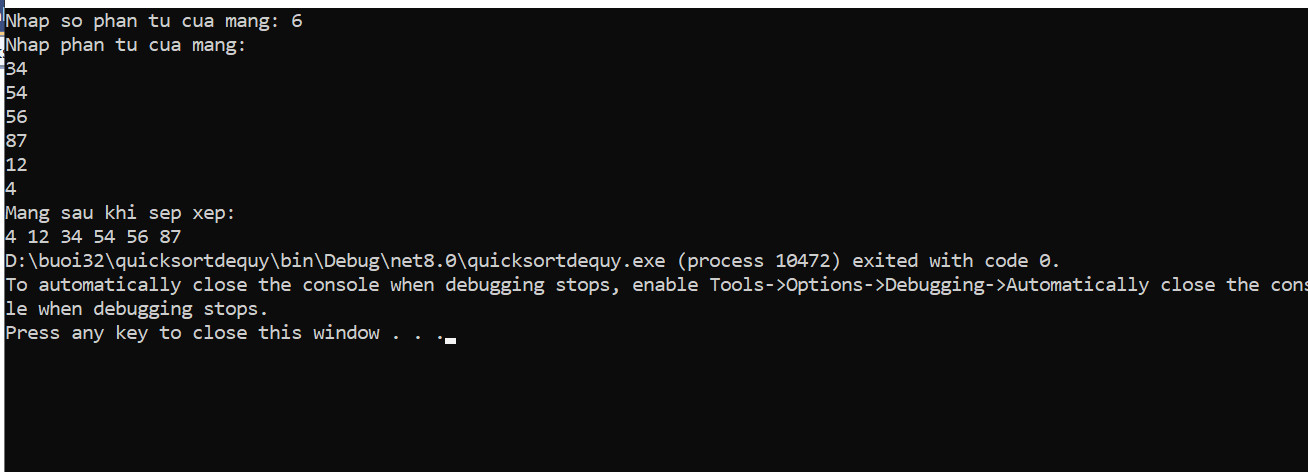 Nhap so phan tu cua mang: 6
Nhap phan tu cua mang:
34
54
56
87
12
4
Mang sau khi sep xep:
4 12 34 54 56 87
D:\buoi32\quicksortdequy\bin\Debug\net8.0\quicksortdequy.exe (process 10472) exited with code 0.
To automatically close the console when debugging stops, enable Tools->Options->Debugging->Automatically close the cons
le when debugging stops.
Press any key to close this window . . .